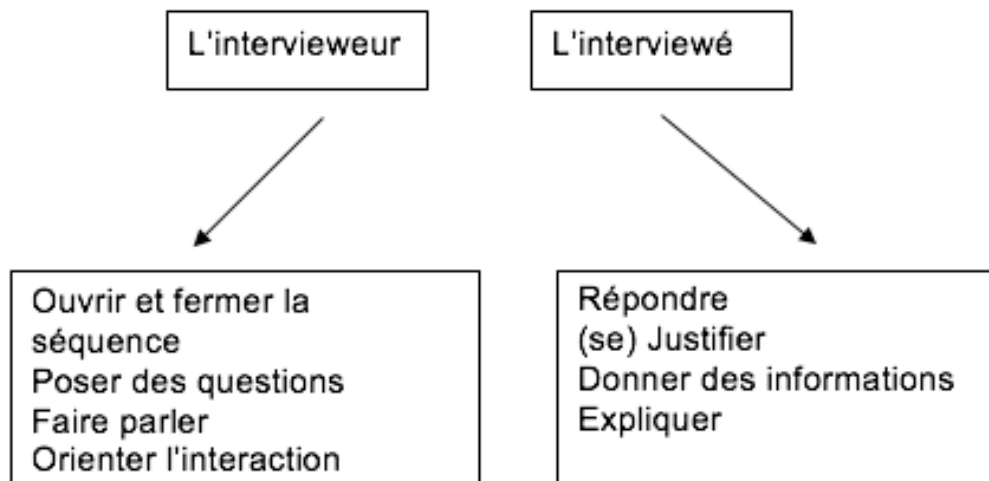 L'intervieweur
L'interviewé
Ouvrir et fermer la
séquence
Poser des questions
Faire parler
Orienter l'interaction
Répondre
(se) Justifier
Donner des informations
Expliquer